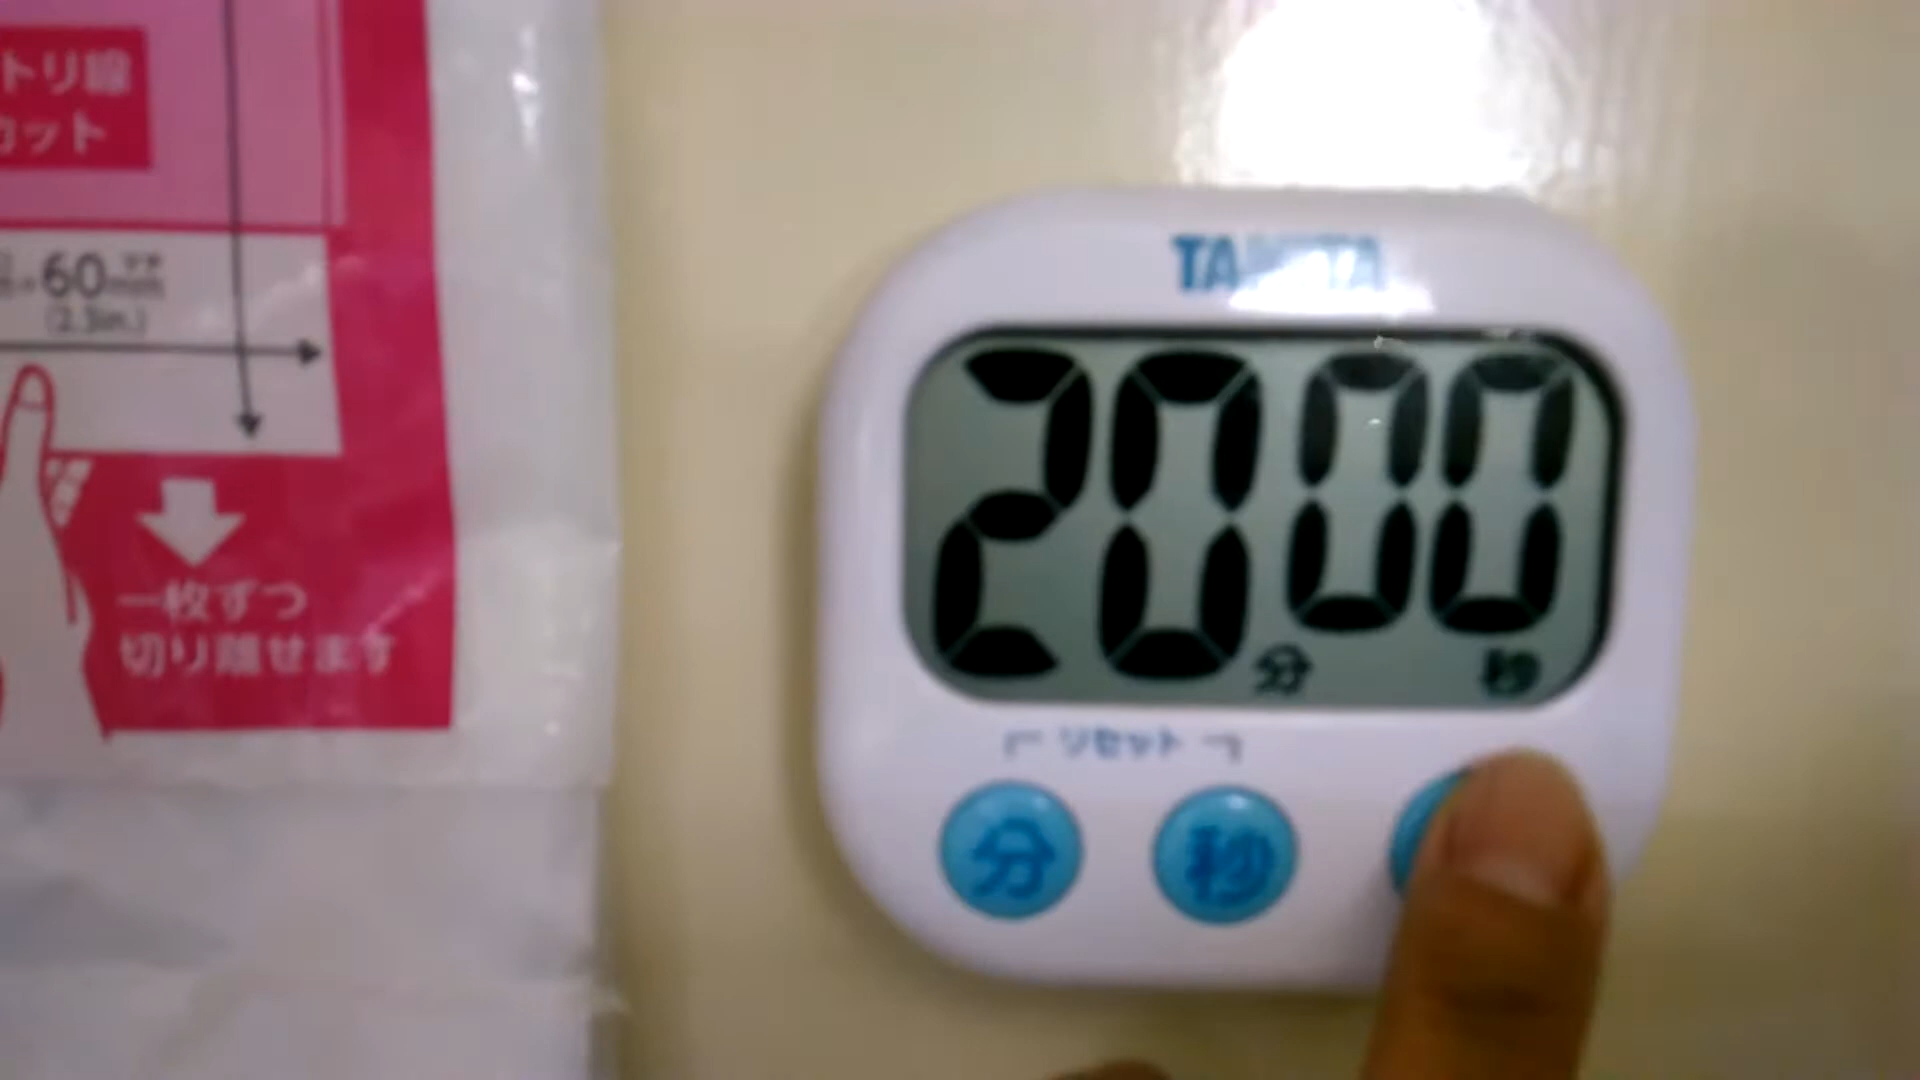 トリ線
カット
60mm
(2.3in.)
一枚ずつ
切り離せます
TANITA
20 00
分 秒
リセット
分 秒